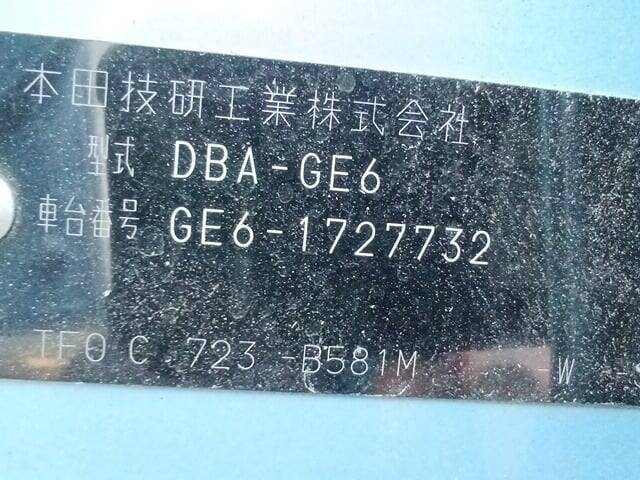 本田技研工業株式会社
型式 DBA-GE6
車台番号 GE6-1727732
TF0 C 723 -B581M -W -